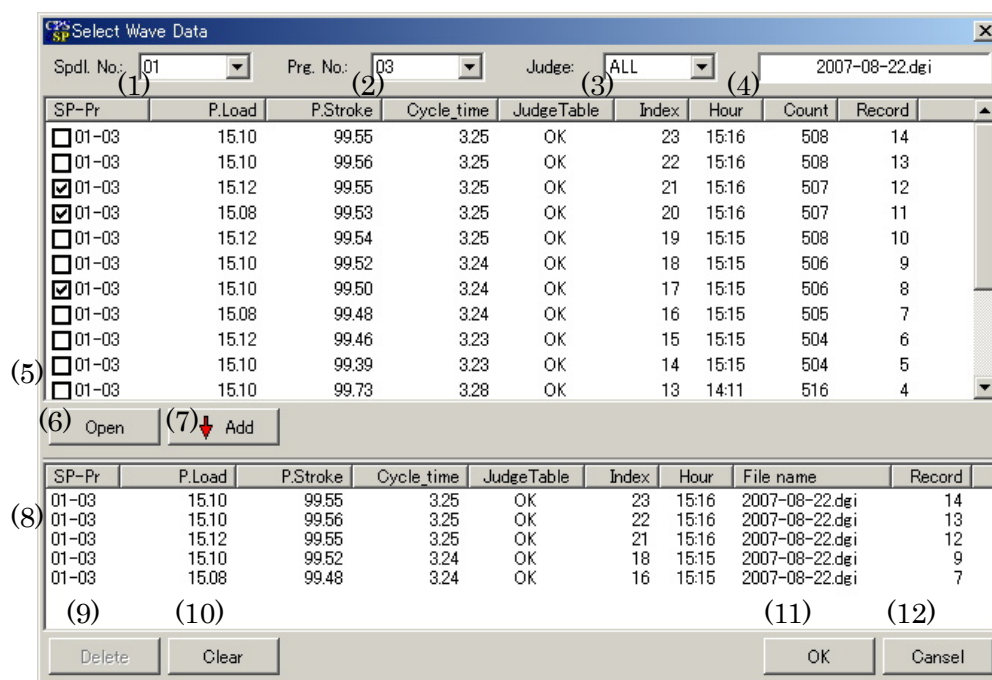 CPS SP Select Wave Data
Spdl. No.: 01 Prg. No.: 03 Judge: ALL 2007-08-22.dgi
(1) (2) (3) (4)
SP-Pr P.Load P.Stroke Cycle_time JudgeTable Index Hour Count Record
01-03 15.10 99.55 3.25 OK 23 15:16 508 14
01-03 15.10 99.56 3.25 OK 22 15:16 508 13
01-03 15.12 99.55 3.25 OK 21 15:16 507 12
01-03 15.08 99.53 3.25 OK 20 15:16 507 11
01-03 15.12 99.54 3.25 OK 19 15:15 508 10
01-03 15.10 99.52 3.24 OK 18 15:15 506 9
01-03 15.10 99.50 3.24 OK 17 15:15 506 8
01-03 15.08 99.48 3.24 OK 16 15:15 505 7
01-03 15.12 99.46 3.23 OK 15 15:15 504 6
(5) 01-03 15.10 99.39 3.23 OK 14 15:15 504 5
01-03 15.10 99.73 3.28 OK 13 14:11 516 4
(6) Open (7) Add
SP-Pr P.Load P.Stroke Cycle_time JudgeTable Index Hour File name Record
01-03 15.10 99.55 3.25 OK 23 15:16 2007-08-22.dgi 14
(8) 01-03 15.10 99.56 3.25 OK 22 15:16 2007-08-22.dgi 13
01-03 15.12 99.55 3.25 OK 21 15:16 2007-08-22.dgi 12
01-03 15.10 99.52 3.24 OK 18 15:15 2007-08-22.dgi 9
01-03 15.08 99.48 3.24 OK 16 15:15 2007-08-22.dgi 7
(9) (10) (11) (12)
Delete Clear OK Cansel